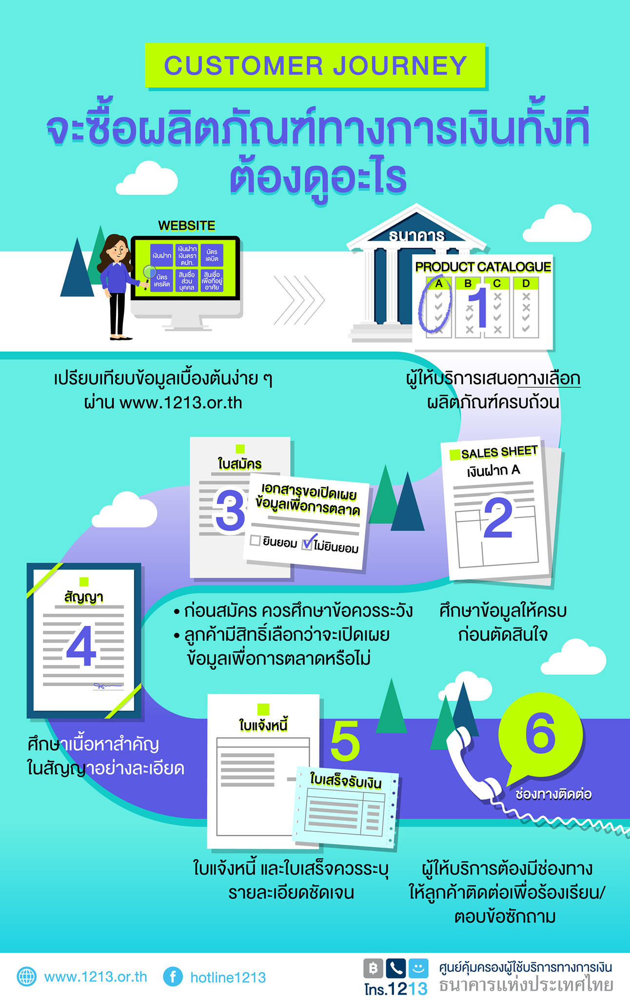 CUSTOMER JOURNEY
จะซื้อผลิตภัณฑ์ทางการเงินทั้งที
ต้องดูอะไร
WEBSITE
เงินฝาก
เงินฝาก
เงินตรา
ตปท.
บัตร
เดบิต
บัตร
เครดิต
สินเชื่อ
ส่วน
บุคคล
สินเชื่อ
เพื่อที่อยู่
อาศัย
เปรียบเทียบข้อมูลเบื้องต้นง่าย ๆ
ผ่าน www.1213.or.th
ธนาคาร
PRODUCT CATALOGUE
A B C D
1
ผู้ให้บริการเสนอทางเลือก
ผลิตภัณฑ์ครบถ้วน
SALES SHEET
เงินฝาก A
2
ศึกษาข้อมูลให้ครบ
ก่อนตัดสินใจ
ใบสมัคร
3
เอกสารขอเปิดเผย
ข้อมูลเพื่อการตลาด
ยินยอม ไม่ยินยอม
• ก่อนสมัคร ควรศึกษาข้อควรระวัง
• ลูกค้ามีสิทธิ์เลือกว่าจะเปิดเผย
ข้อมูลเพื่อการตลาดหรือไม่
สัญญา
4
ศึกษาเนื้อหาสำคัญ
ในสัญญาอย่างละเอียด
ใบแจ้งหนี้
5
ใบเสร็จรับเงิน
ใบแจ้งหนี้ และใบเสร็จควรระบุ
รายละเอียดชัดเจน
6
ช่องทางติดต่อ
ผู้ให้บริการต้องมีช่องทาง
ให้ลูกค้าติดต่อเพื่อร้องเรียน/
ตอบข้อซักถาม
www.1213.or.th
hotline1213
โทร.1213
ศูนย์คุ้มครองผู้ใช้บริการทางการเงิน
ธนาคารแห่งประเทศไทย